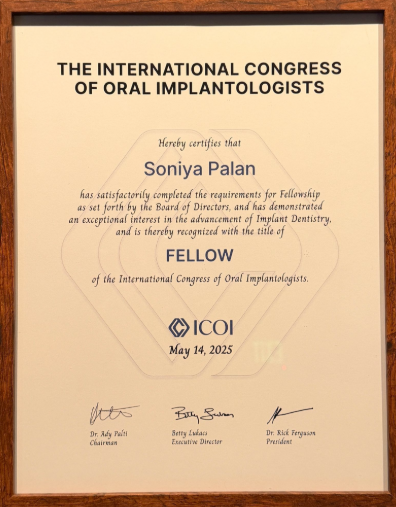 THE INTERNATIONAL CONGRESS
OF ORAL IMPLANTOLOGISTS
Hereby certifies that
Soniya Palan
has satisfactorily completed the requirements for Fellowship
as set forth by the Board of Directors, and has demonstrated
an exceptional interest in the advancement of Implant Dentistry,
and is thereby recognized with the title of
FELLOW
of the International Congress of Oral Implantologists.
ICOI
May 14, 2025
Dr. Ady Palti
Chairman
Betty Lukacs
Executive Director
Dr. Rick Ferguson
President